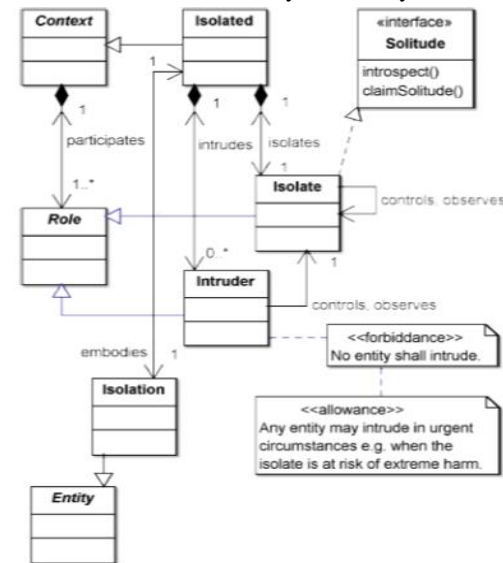 Context
Isolated
<<interface>>
Solitude
introspect()
claimSolitude()
1
1
1
1
participates
intrudes
isolates
1..*
1
Isolate
controls, observes
Role
0..*
1
Intruder
controls, observes
<<forbiddance>>
No entity shall intrude.
embodies
1
Isolation
<<allowance>>
Any entity may intrude in urgent
circumstances e.g. when the
isolate is at risk of extreme harm.
Entity